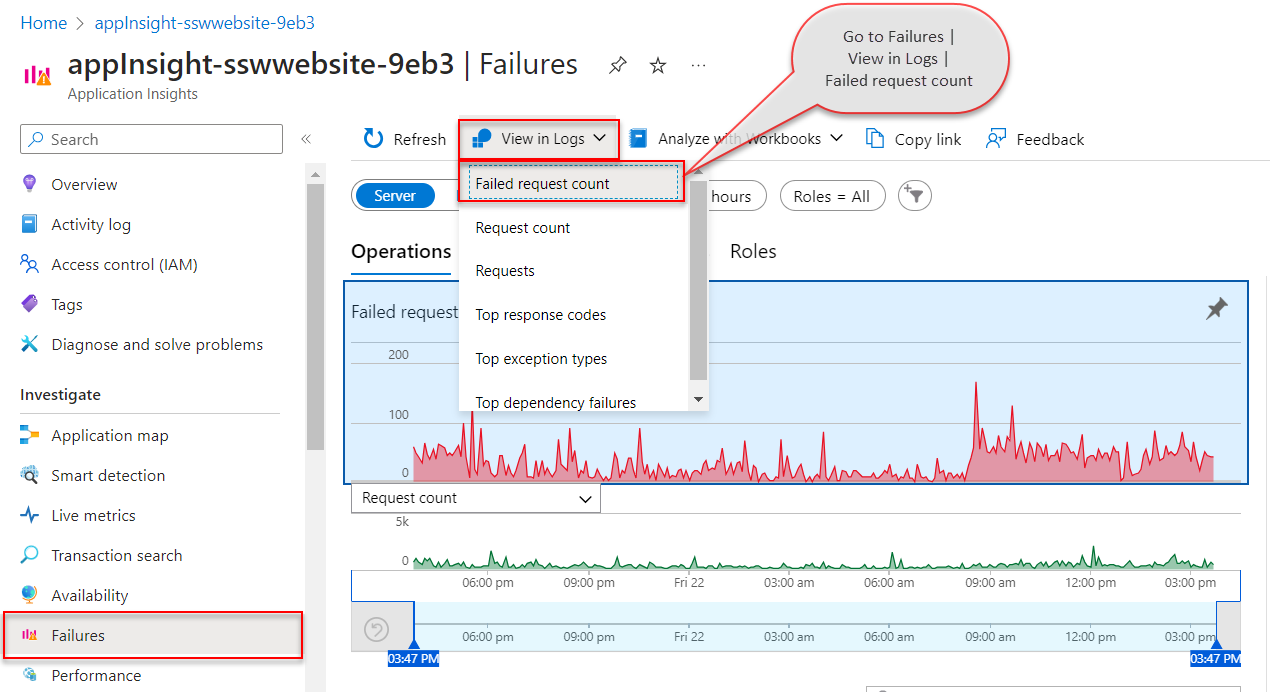 Home > appInsight-sswwebsite-9eb3
appInsight-sswwebsite-9eb3 | Failures
Application Insights
Go to Failures |
View in Logs |
Failed request count
Search
Refresh
View in Logs
Analyze with Workbooks
Copy link
Feedback
Overview
Activity log
Access control (IAM)
Tags
Diagnose and solve problems
Investigate
Application map
Smart detection
Live metrics
Transaction search
Availability
Failures
Performance
Failed request count
Request count
Requests
Top response codes
Top exception types
Top dependency failures
Server
hours
Roles = All
Operations
Roles
Failed request
200
100
0
Request count
5k
0
06:00 pm 09:00 pm Fri 22 03:00 am 06:00 am 09:00 am 12:00 pm 03:00 pm
06:00 pm 09:00 pm Fri 22 03:00 am 06:00 am 09:00 am 12:00 pm 03:00 pm
03:47 PM 03:47 PM